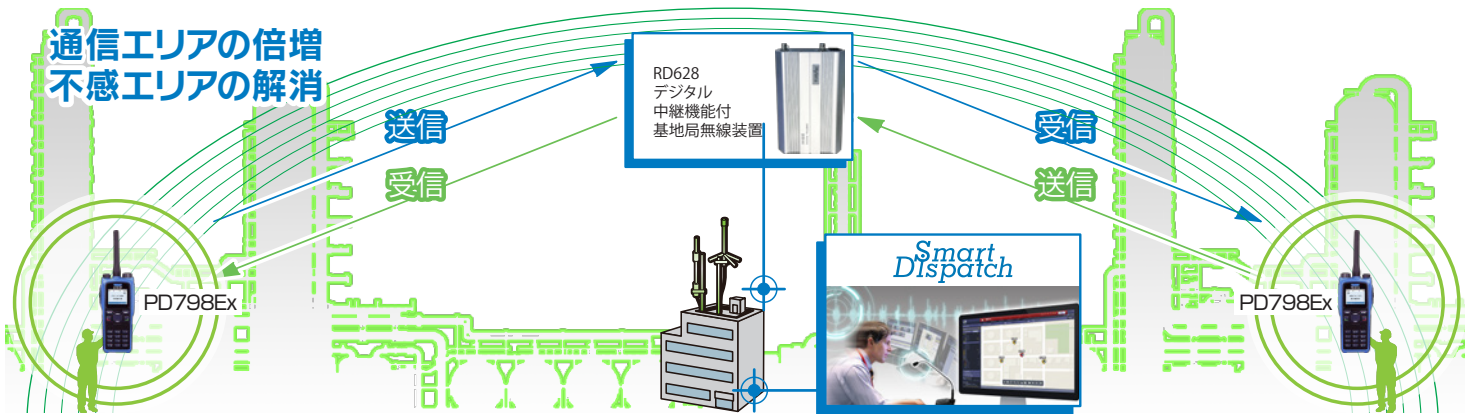 通信エリアの倍増
不感エリアの解消
RD628
デジタル
中継機能付
基地局無線装置
送信
受信
受信
送信
PD798Ex
Smart
Dispatch
PD798Ex